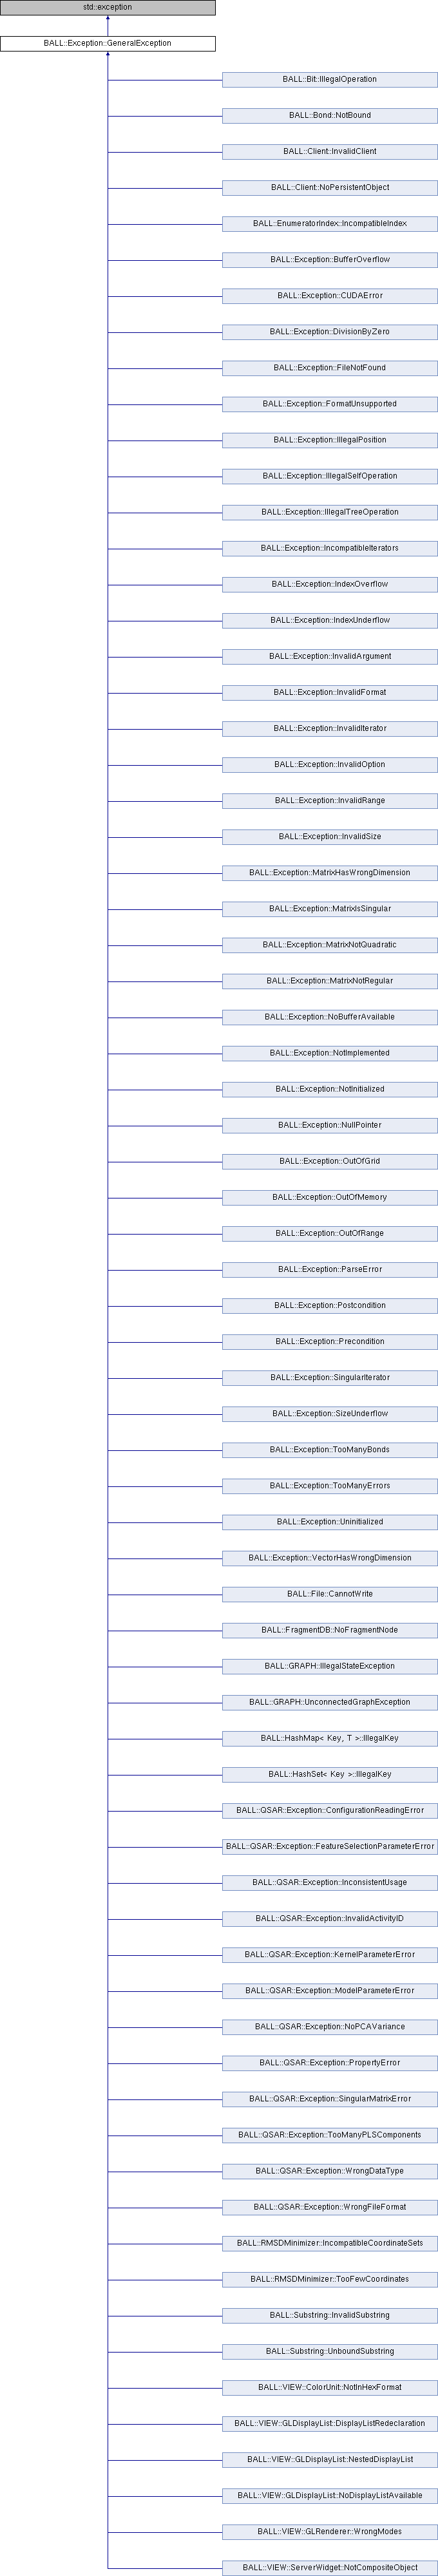 std::exception
BALL::Exception::GeneralException
BALL::Bit::IllegalOperation
BALL::Bond::NotBound
BALL::Client::InvalidClient
BALL::Client::NoPersistentObject
BALL::EnumeratorIndex::IncompatibleIndex
BALL::Exception::BufferOverflow
BALL::Exception::CUDAError
BALL::Exception::DivisionByZero
BALL::Exception::FileNotFound
BALL::Exception::FormatUnsupported
BALL::Exception::IllegalPosition
BALL::Exception::IllegalSelfOperation
BALL::Exception::IllegalTreeOperation
BALL::Exception::IncompatibleIterators
BALL::Exception::IndexOverflow
BALL::Exception::IndexUnderflow
BALL::Exception::InvalidArgument
BALL::Exception::InvalidFormat
BALL::Exception::InvalidIterator
BALL::Exception::InvalidOption
BALL::Exception::InvalidRange
BALL::Exception::InvalidSize
BALL::Exception::MatrixHasWrongDimension
BALL::Exception::MatrixIsSingular
BALL::Exception::MatrixNotQuadratic
BALL::Exception::MatrixNotRegular
BALL::Exception::NoBufferAvailable
BALL::Exception::NotImplemented
BALL::Exception::NotInitialized
BALL::Exception::NullPointer
BALL::Exception::OutOfGrid
BALL::Exception::OutOfMemory
BALL::Exception::OutOfRange
BALL::Exception::ParseError
BALL::Exception::Postcondition
BALL::Exception::Precondition
BALL::Exception::SingularIterator
BALL::Exception::SizeUnderflow
BALL::Exception::TooManyBonds
BALL::Exception::TooManyErrors
BALL::Exception::Uninitialized
BALL::Exception::VectorHasWrongDimension
BALL::File::CannotWrite
BALL::FragmentDB::NoFragmentNode
BALL::GRAPH::IllegalStateException
BALL::GRAPH::UnconnectedGraphException
BALL::HashMap< Key, T >::IllegalKey
BALL::HashSet< Key >::IllegalKey
BALL::QSAR::Exception::ConfigurationReadingError
BALL::QSAR::Exception::FeatureSelectionParameterError
BALL::QSAR::Exception::InconsistentUsage
BALL::QSAR::Exception::InvalidActivityID
BALL::QSAR::Exception::KernelParameterError
BALL::QSAR::Exception::ModelParameterError
BALL::QSAR::Exception::NoPCAVariance
BALL::QSAR::Exception::PropertyError
BALL::QSAR::Exception::SingularMatrixError
BALL::QSAR::Exception::TooManyPLSComponents
BALL::QSAR::Exception::WrongDataType
BALL::QSAR::Exception::WrongFileFormat
BALL::RMSDMinimizer::IncompatibleCoordinateSets
BALL::RMSDMinimizer::TooFewCoordinates
BALL::Substring::InvalidSubstring
BALL::Substring::UnboundSubstring
BALL::VIEW::ColorUnit::NotInHexFormat
BALL::VIEW::GLDisplayList::DisplayListRedeclaration
BALL::VIEW::GLDisplayList::NestedDisplayList
BALL::VIEW::GLDisplayList::NoDisplayListAvailable
BALL::VIEW::GLRenderer::WrongModes
BALL::VIEW::ServerWidget::NotCompositeObject